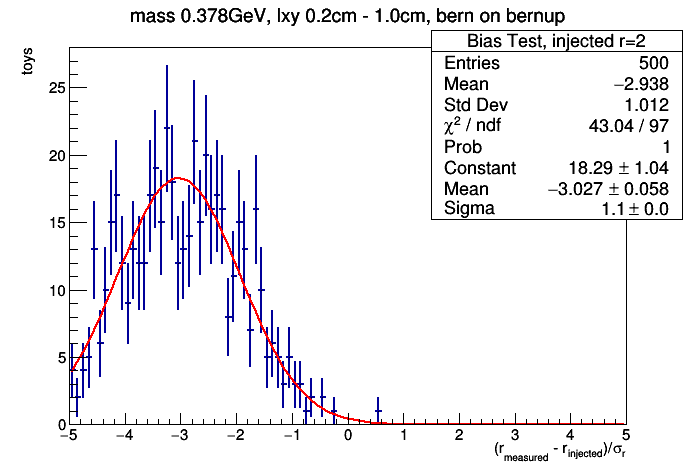 mass 0.378GeV, lxy 0.2cm - 1.0cm, bern on bernup
toys
Bias Test, injected r=2
Entries 500
Mean −2.938
Std Dev 1.012
χ² / ndf 43.04 / 97
Prob 1
Constant 18.29 ± 1.04
Mean −3.027 ± 0.058
Sigma 1.1 ± 0.0
25
20
15
10
5
0
−5 −4 −3 −2 −1 0 1 2 3 4 5
(r_measured - r_injected)/σ_r